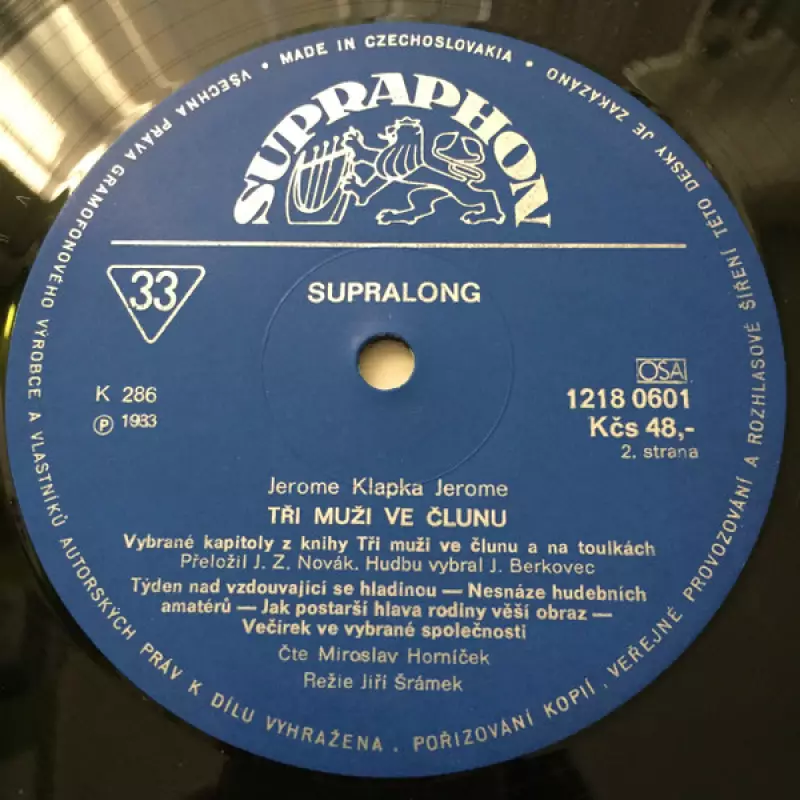 • MADE IN CZECHOSLOVAKIA •
SUPRAPHON
33
SUPRALONG
K 286
Ⓟ 1983
OSA
1218 0601
Kčs 48,-
2. strana
Jerome Klapka Jerome
TŘI MUŽI VE ČLUNU
Vybrané kapitoly z knihy Tři muži ve člunu a na toulkách
Přeložil J. Z. Novák. Hudbu vybral J. Berkovec
Týden nad vzdouvající se hladinou — Nesnáze hudebních
amatérů — Jak postarší hlava rodiny věší obraz —
Večírek ve vybrané společnosti
Čte Miroslav Horníček
Režie Jiří Šrámek
VŠECHNA PRÁVA GRAMOFONOVÉHO VÝROBCE A VLASTNÍKŮ AUTORSKÝCH PRÁV K DÍLU VYHRAŽENA . POŘIZOVÁNÍ KOPIÍ, VEŘEJNÉ PROVOZOVÁNÍ A ROZHLASOVÉ ŠÍŘENÍ TÉTO DESKY JE ZAKÁZÁNO